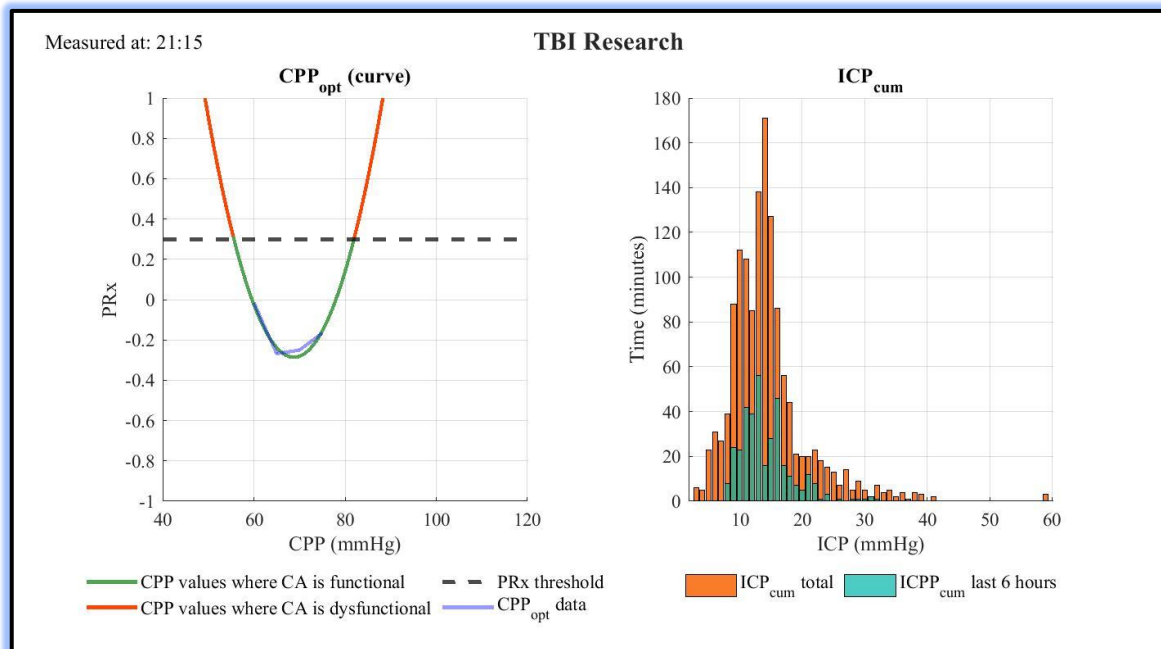 Measured at: 21:15
TBI Research
CPPopt (curve)
1
0.8
0.6
0.4
0.2
0
-0.2
-0.4
-0.6
-0.8
-1
PRx
40 60 80 100 120
CPP (mmHg)
CPP values where CA is functional
PRx threshold
CPP values where CA is dysfunctional
CPPopt data
ICPcum
180
160
140
120
100
80
60
40
20
0
Time (minutes)
10 20 30 40 50 60
ICP (mmHg)
ICPcum total
ICPPcum last 6 hours